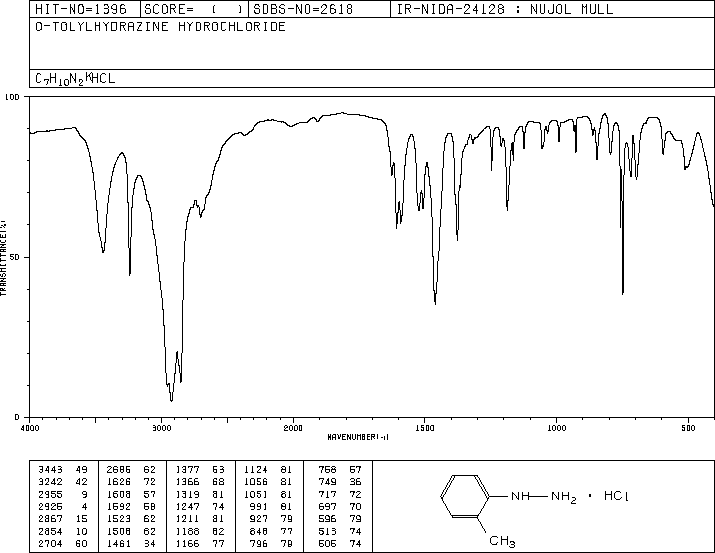 HIT-NO=1396 SCORE= ( ) SDBS-NO=2618 IR-NIDA-24128 : NUJOL MULL
O-TOLYLHYDRAZINE HYDROCHLORIDE
C7H10N2KHCL
100
50
0
TRANSMITTANCE(%)
4000 3000 2000 1500 1000 500
WAVENUMBER(-1)
3443 49 2686 62 1377 53 1124 81 758 57
3242 42 1626 72 1366 68 1056 81 749 36
2955 9 1608 57 1319 81 1051 81 717 72
2925 4 1592 58 1247 74 991 81 697 70
2867 15 1523 62 1211 81 927 79 596 79
2854 10 1508 62 1188 62 848 77 513 74
2704 60 1461 34 1166 77 796 79 506 74
NH NH2 · HCl
CH3